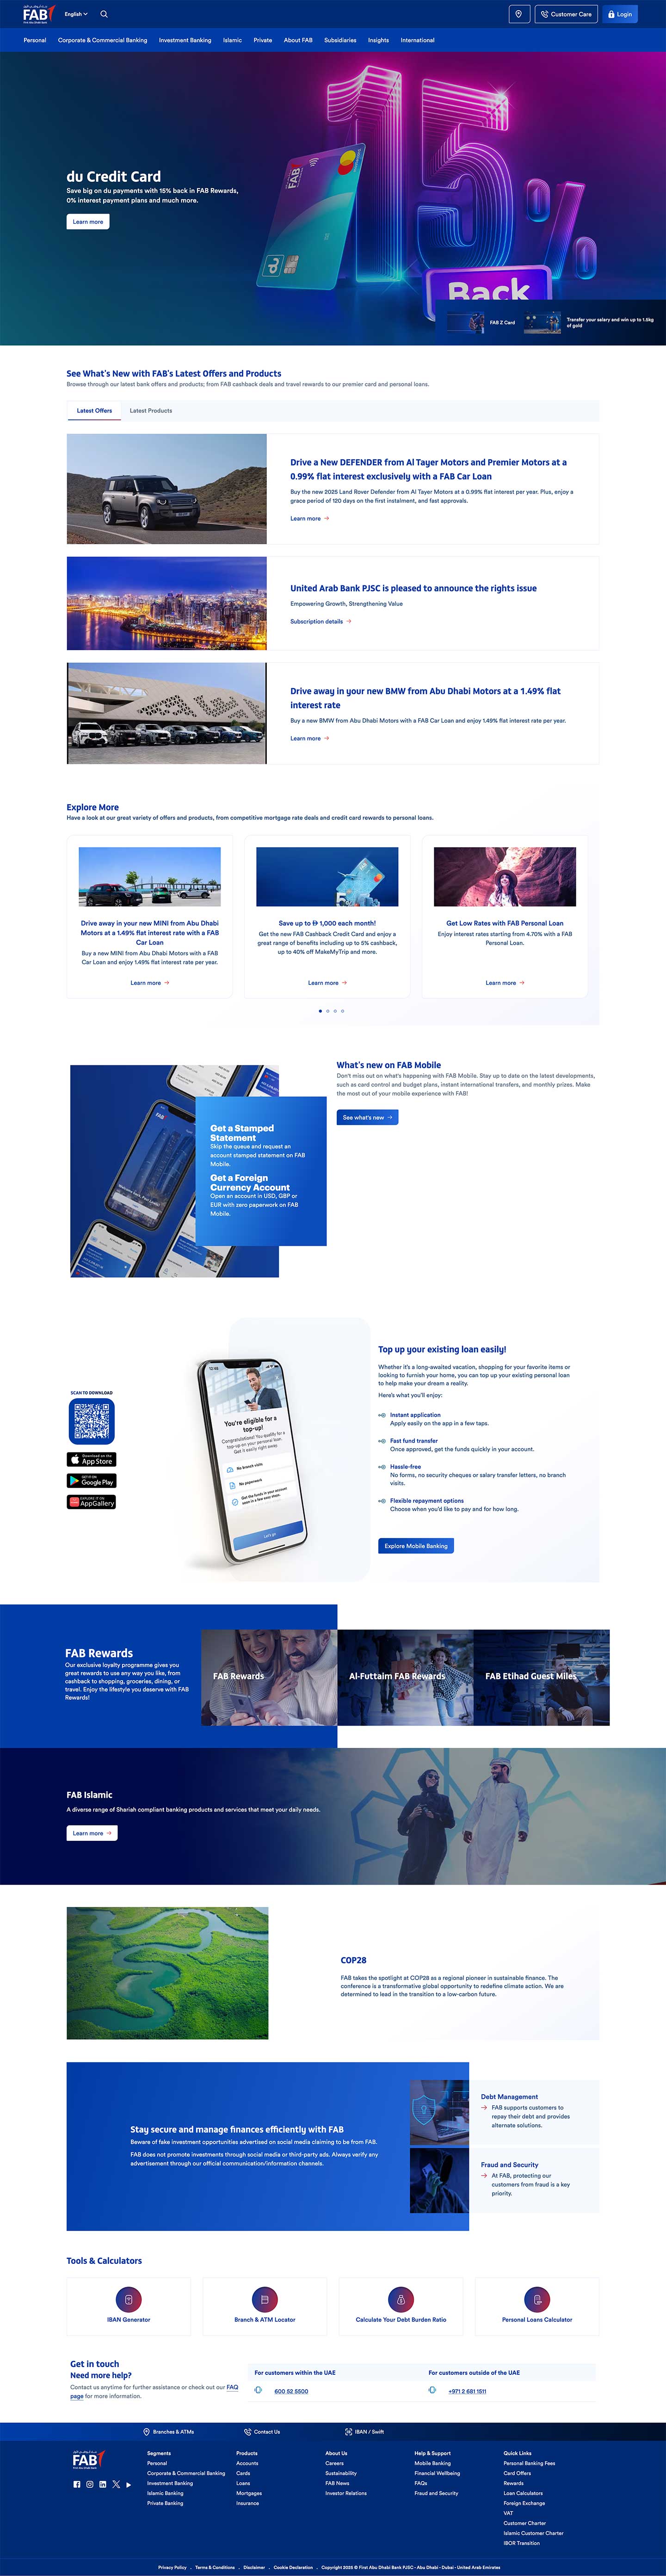 FAB
English
Customer Care
Login
Personal
Corporate & Commercial Banking
Investment Banking
Islamic
Private
About FAB
Subsidiaries
Insights
International
du Credit Card
Save big on du payments with 15% back in FAB Rewards,
0% interest payment plans and much more.
Learn more
FAB
du
15%
Back
FAB Z Card
Transfer your salary and win up to 1.5kg
of gold
See What's New with FAB's Latest Offers and Products
Browse through our latest bank offers and products; from FAB cashback deals and travel rewards to our premier card and personal loans.
Latest Offers
Latest Products
Drive a New DEFENDER from Al Tayer Motors and Premier Motors at a
0.99% flat interest exclusively with a FAB Car Loan
Buy the new 2025 Land Rover Defender from Al Tayer Motors at a 0.99% flat interest per year. Plus, enjoy a
grace period of 120 days on the first instalment, and fast approvals.
Learn more →
United Arab Bank PJSC is pleased to announce the rights issue
Empowering Growth, Strengthening Value
Subscription details →
Drive away in your new BMW from Abu Dhabi Motors at a 1.49% flat
interest rate
Buy a new BMW from Abu Dhabi Motors with a FAB Car Loan and enjoy 1.49% flat interest rate per year.
Learn more →
Explore More
Have a look at our great variety of offers and products, from competitive mortgage rate deals and credit card rewards to personal loans.
Drive away in your new MINI from Abu Dhabi
Motors at a 1.49% flat interest rate with a FAB
Car Loan
Buy a new MINI from Abu Dhabi Motors with a FAB
Car Loan and enjoy 1.49% flat interest rate per year.
Learn more →
Save up to Đ 1,000 each month!
Get the new FAB Cashback Credit Card and enjoy a
great range of benefits including up to 5% cashback,
up to 40% off MakeMyTrip and more.
Learn more →
Get Low Rates with FAB Personal Loan
Enjoy interest rates starting from 4.70% with a FAB
Personal Loan.
Learn more →
Get a Stamped
Statement
Skip the queue and request an
account stamped statement on FAB
Mobile.
Get a Foreign
Currency Account
Open an account in USD, GBP or
EUR with zero paperwork on FAB
Mobile.
What's new on FAB Mobile
Don't miss out on what's happening with FAB Mobile. Stay up to date on the latest developments,
such as card control and budget plans, instant international transfers, and monthly prizes. Make
the most out of your mobile experience with FAB!
See what's new →
SCAN TO DOWNLOAD
Download on the
App Store
GET IT ON
Google Play
EXPLORE IT ON
AppGallery
You're eligible for a
top-up!
Congratulations! You qualify for a
top-up.
Get it easily right away.
No branch visits
No paperwork
Get the funds in your account
soon in a few easy steps.
Let's go
Top up your existing loan easily!
Whether it's a long-awaited vacation, shopping for your favorite items or
looking to furnish your home, you can top up your existing personal loan
to help make your dream a reality.
Here's what you'll enjoy:
Instant application
Apply easily on the app in a few taps.
Fast fund transfer
Once approved, get the funds quickly in your account.
Hassle-free
No forms, no security cheques or salary transfer letters, no branch
visits.
Flexible repayment options
Choose when you'd like to pay and for how long.
Explore Mobile Banking
FAB Rewards
Our exclusive loyalty programme gives you
great rewards to use any way you like, from
cashback to shopping, groceries, dining, or
travel. Enjoy the lifestyle you deserve with FAB
Rewards!
FAB Rewards
Al-Futtaim FAB Rewards
FAB Etihad Guest Miles
FAB Islamic
A diverse range of Shariah compliant banking products and services that meet your daily needs.
Learn more →
COP28
FAB takes the spotlight at COP28 as a regional pioneer in sustainable finance. The
conference is a transformative global opportunity to redefine climate action. We are
determined to lead in the transition to a low-carbon future.
Stay secure and manage finances efficiently with FAB
Beware of fake investment opportunities advertised on social media claiming to be from FAB.
FAB does not promote investments through social media or third-party ads. Always verify any
advertisement through our official communication/information channels.
Debt Management
→ FAB supports customers to
repay their debt and provides
alternate solutions.
Fraud and Security
→ At FAB, protecting our
customers from fraud is a key
priority.
Tools & Calculators
IBAN Generator
Branch & ATM Locator
Calculate Your Debt Burden Ratio
Personal Loans Calculator
Get in touch
Need more help?
Contact us anytime for further assistance or check out our FAQ
page for more information.
For customers within the UAE
600 52 5500
For customers outside of the UAE
+971 2 681 1511
Branches & ATMs
Contact Us
IBAN / Swift
FAB
Segments
Personal
Corporate & Commercial Banking
Investment Banking
Islamic Banking
Private Banking
Products
Accounts
Cards
Loans
Mortgages
Insurance
About Us
Careers
Sustainability
FAB News
Investor Relations
Help & Support
Mobile Banking
Financial Wellbeing
FAQs
Fraud and Security
Quick Links
Personal Banking Fees
Card Offers
Rewards
Loan Calculators
Foreign Exchange
VAT
Customer Charter
Islamic Customer Charter
IBOR Transition
Privacy Policy . Terms & Conditions . Disclaimer . Cookie Declaration . Copyright 2025 © First Abu Dhabi Bank PJSC - Abu Dhabi - Dubai - United Arab Emirates